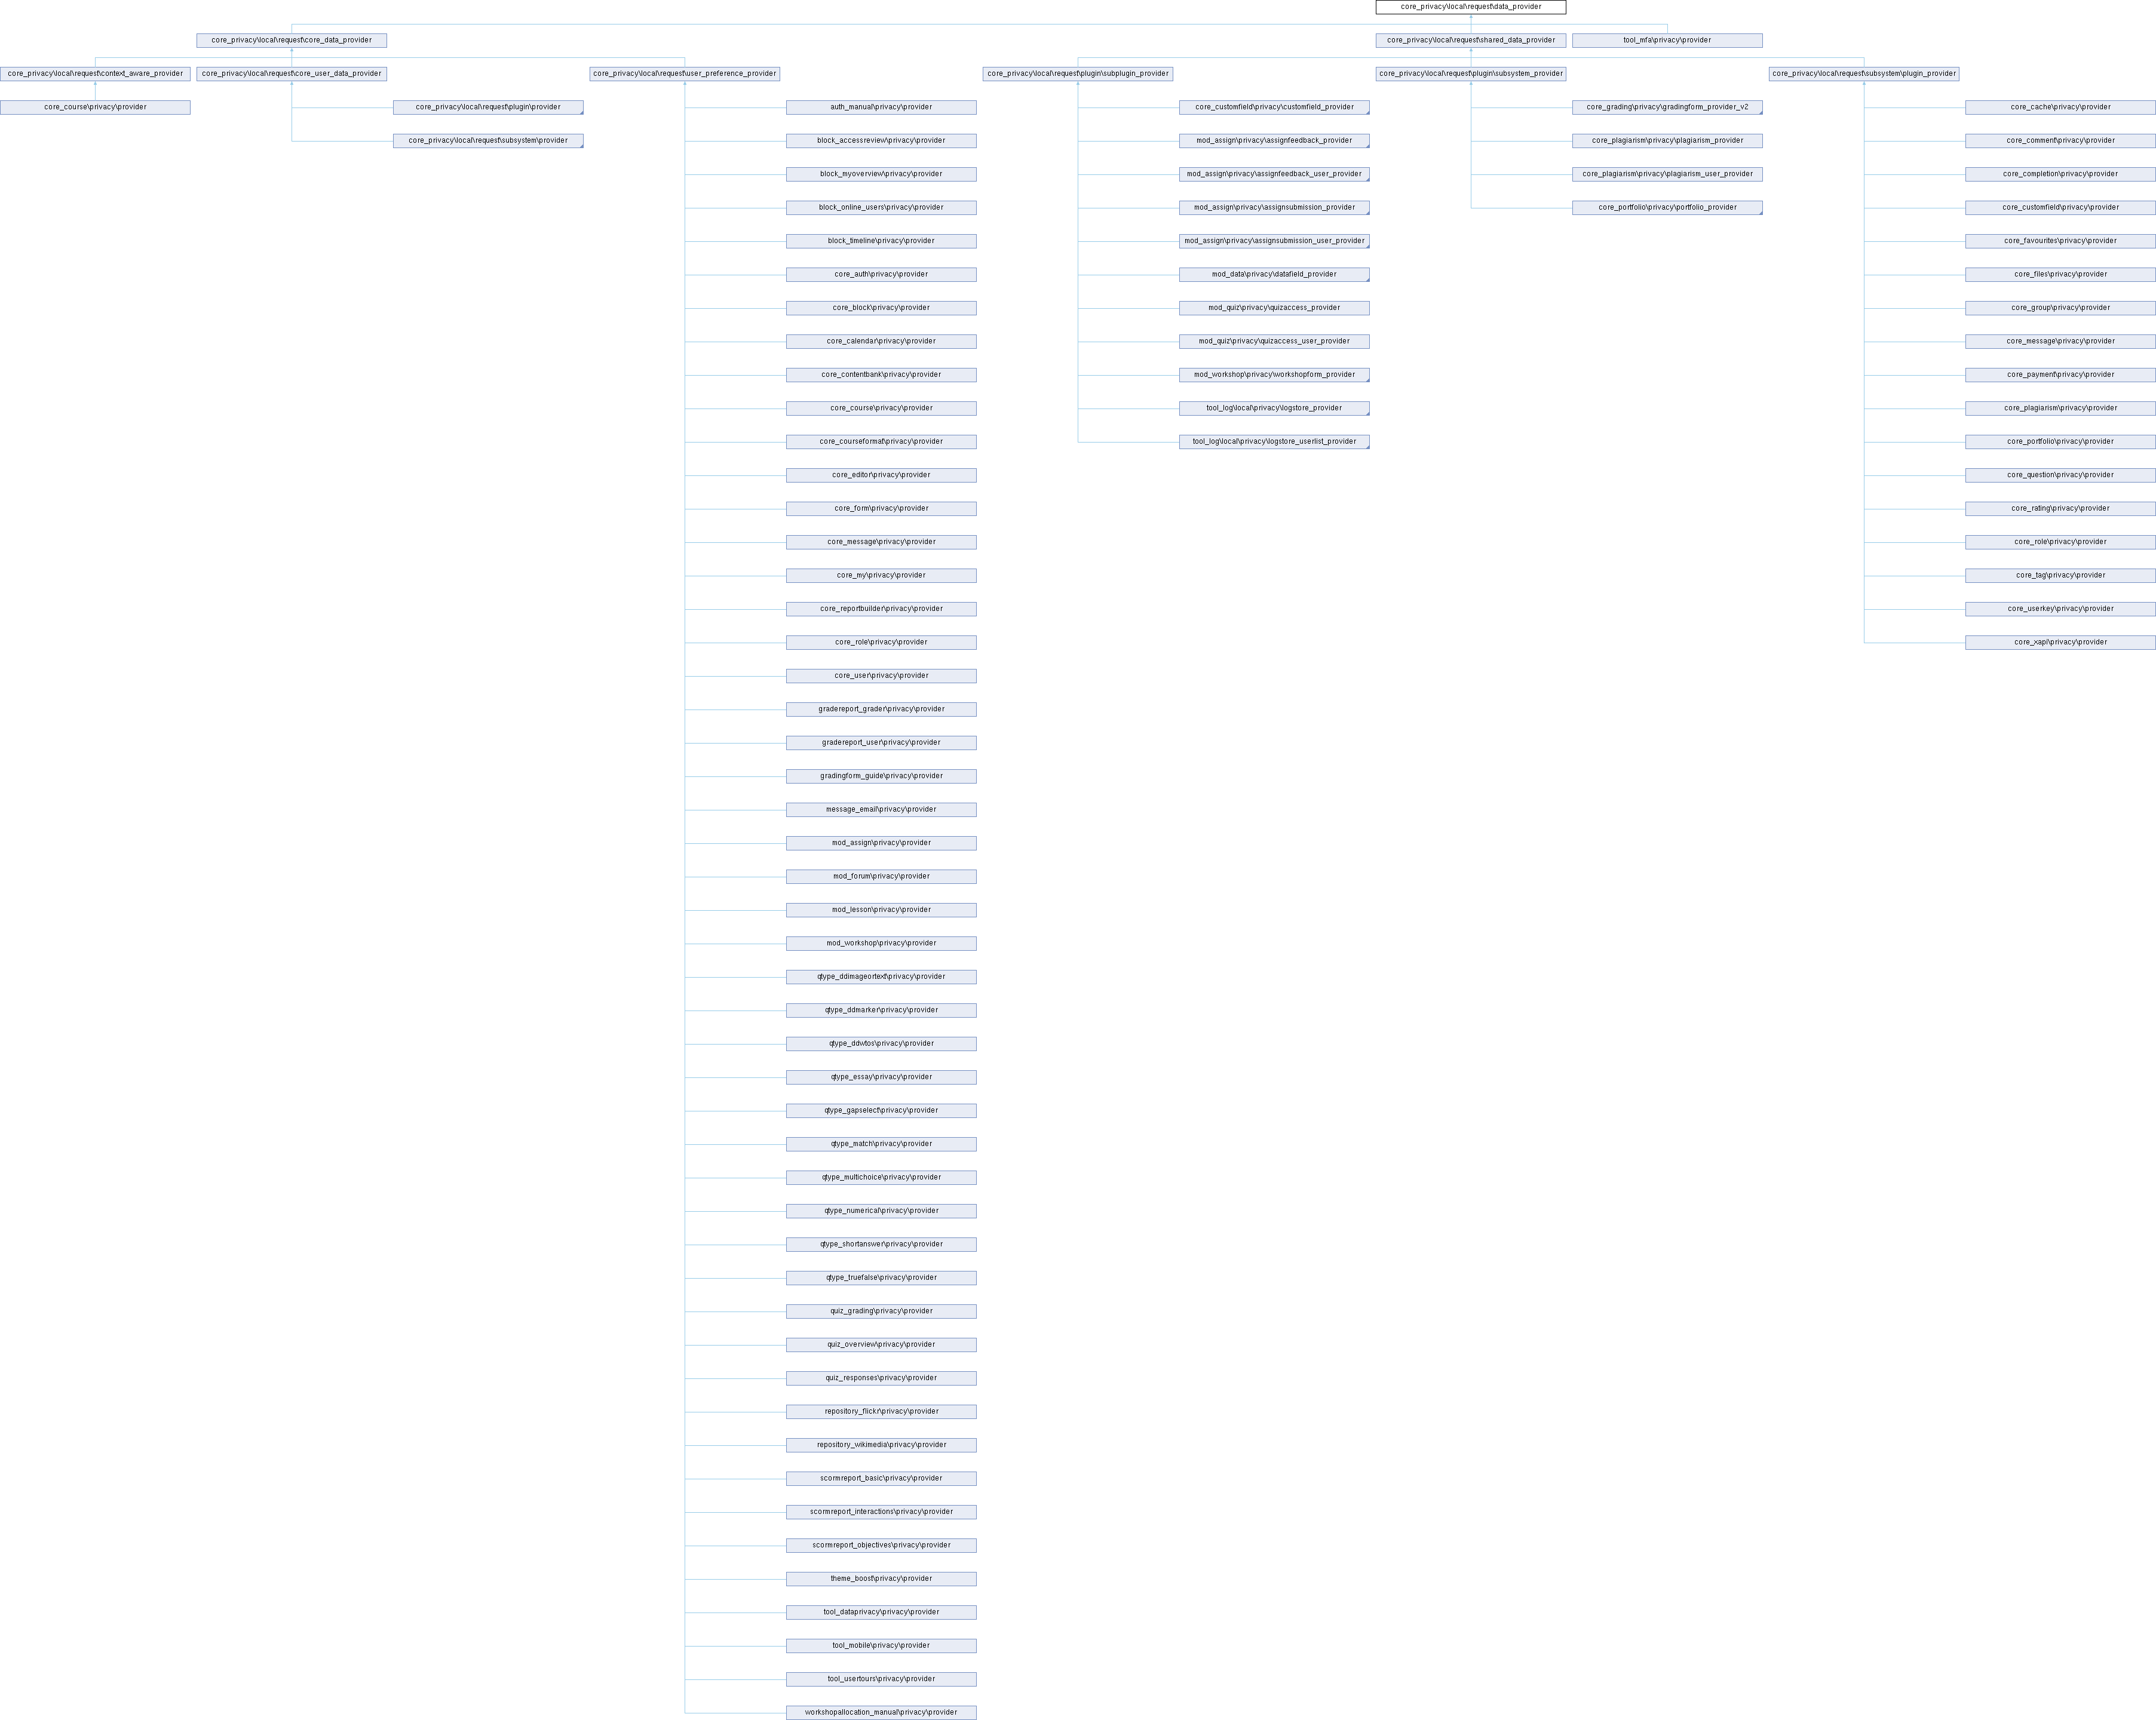 core_privacy\local\request\data_provider
core_privacy\local\request\core_data_provider
core_privacy\local\request\shared_data_provider
tool_mfa\privacy\provider
core_privacy\local\request\context_aware_provider
core_privacy\local\request\core_user_data_provider
core_privacy\local\request\user_preference_provider
core_privacy\local\request\plugin\subplugin_provider
core_privacy\local\request\plugin\subsystem_provider
core_privacy\local\request\subsystem\plugin_provider
core_course\privacy\provider
core_privacy\local\request\plugin\provider
core_privacy\local\request\subsystem\provider
auth_manual\privacy\provider
block_accessreview\privacy\provider
block_myoverview\privacy\provider
block_online_users\privacy\provider
block_timeline\privacy\provider
core_auth\privacy\provider
core_block\privacy\provider
core_calendar\privacy\provider
core_contentbank\privacy\provider
core_course\privacy\provider
core_courseformat\privacy\provider
core_editor\privacy\provider
core_form\privacy\provider
core_message\privacy\provider
core_my\privacy\provider
core_reportbuilder\privacy\provider
core_role\privacy\provider
core_user\privacy\provider
gradereport_grader\privacy\provider
gradereport_user\privacy\provider
gradingform_guide\privacy\provider
message_email\privacy\provider
mod_assign\privacy\provider
mod_forum\privacy\provider
mod_lesson\privacy\provider
mod_workshop\privacy\provider
qtype_ddimageortext\privacy\provider
qtype_ddmarker\privacy\provider
qtype_ddwtos\privacy\provider
qtype_essay\privacy\provider
qtype_gapselect\privacy\provider
qtype_match\privacy\provider
qtype_multichoice\privacy\provider
qtype_numerical\privacy\provider
qtype_shortanswer\privacy\provider
qtype_truefalse\privacy\provider
quiz_grading\privacy\provider
quiz_overview\privacy\provider
quiz_responses\privacy\provider
repository_flickr\privacy\provider
repository_wikimedia\privacy\provider
scormreport_basic\privacy\provider
scormreport_interactions\privacy\provider
scormreport_objectives\privacy\provider
theme_boost\privacy\provider
tool_dataprivacy\privacy\provider
tool_mobile\privacy\provider
tool_usertours\privacy\provider
workshopallocation_manual\privacy\provider
core_customfield\privacy\customfield_provider
mod_assign\privacy\assignfeedback_provider
mod_assign\privacy\assignfeedback_user_provider
mod_assign\privacy\assignsubmission_provider
mod_assign\privacy\assignsubmission_user_provider
mod_data\privacy\datafield_provider
mod_quiz\privacy\quizaccess_provider
mod_quiz\privacy\quizaccess_user_provider
mod_workshop\privacy\workshopform_provider
tool_log\local\privacy\logstore_provider
tool_log\local\privacy\logstore_userlist_provider
core_grading\privacy\gradingform_provider_v2
core_plagiarism\privacy\plagiarism_provider
core_plagiarism\privacy\plagiarism_user_provider
core_portfolio\privacy\portfolio_provider
core_cache\privacy\provider
core_comment\privacy\provider
core_completion\privacy\provider
core_customfield\privacy\provider
core_favourites\privacy\provider
core_files\privacy\provider
core_group\privacy\provider
core_message\privacy\provider
core_payment\privacy\provider
core_plagiarism\privacy\provider
core_portfolio\privacy\provider
core_question\privacy\provider
core_rating\privacy\provider
core_role\privacy\provider
core_tag\privacy\provider
core_userkey\privacy\provider
core_xapi\privacy\provider